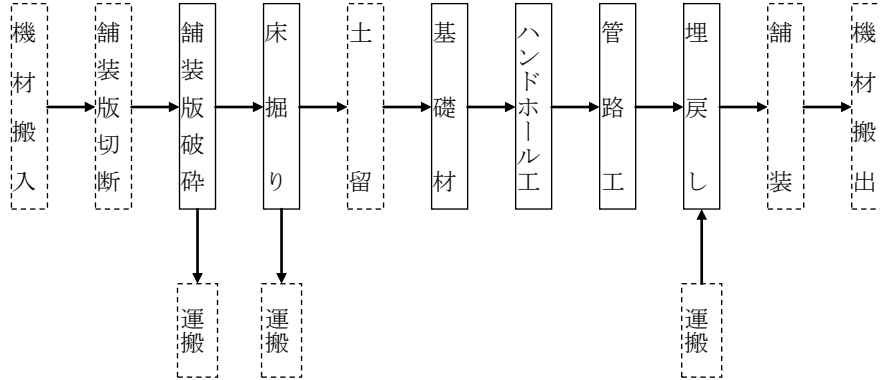 機材搬入
舗装版切断
舗装版破砕
床掘り
土留
基礎材
ハンドホール工
管路工
埋戻し
舗装
機材搬出
運搬
運搬
運搬